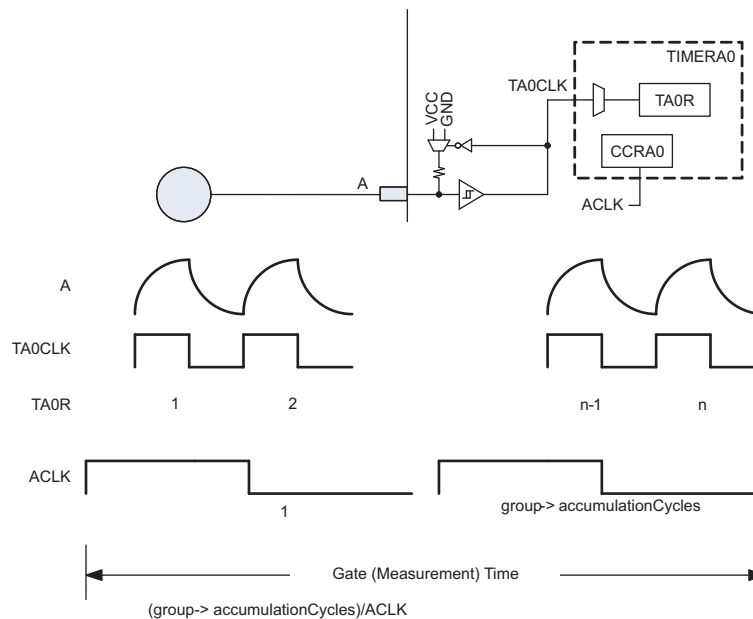 TIMERA0
TA0CLK
VCC
GND
TA0R
CCRA0
A
ACLK
A
TA0CLK
TA0R
1
2
n-1
n
ACLK
1
group-> accumulationCycles
Gate (Measurement) Time
(group-> accumulationCycles)/ACLK